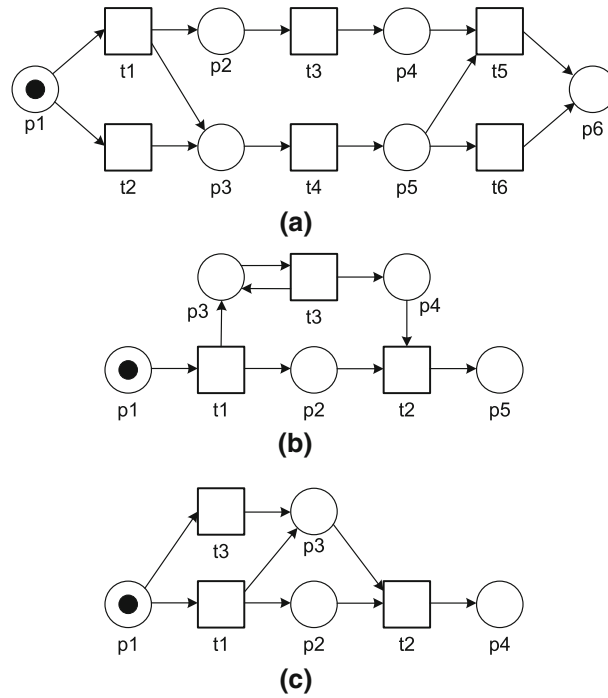 t1 p2 t3 p4 t5
p1 p6
t2 p3 t4 p5 t6
(a)
p3 t3 p4
p1 t1 p2 t2 p5
(b)
t3 p3
p1 t1 p2 t2 p4
(c)